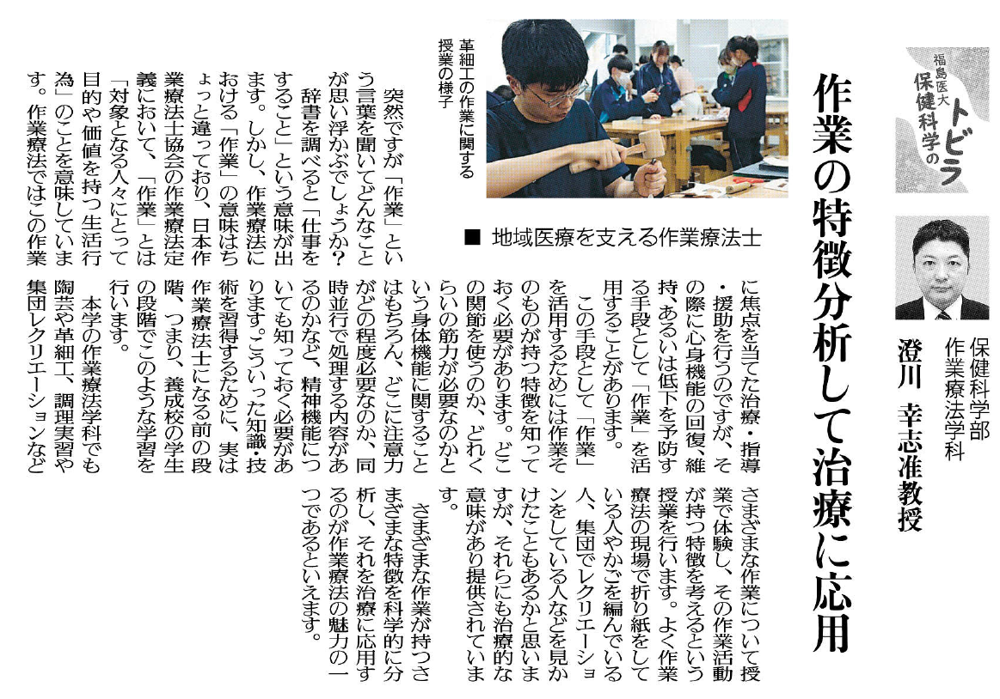 福島医大
保健科学の
トビラ
保健科学部
作業療法学科
澄川 幸志准教授
作業の特徴分析して治療に応用
■ 地域医療を支える作業療法士
革細工の作業に関する
授業の様子
突然ですが「作業」とい
う言葉を聞いてどんなこと
が思い浮かぶでしょうか?
辞書を調べると「仕事を
すること」という意味が出
ます。しかし、作業療法に
おける「作業」の意味はち
ょっと違っており、日本作
業療法士協会の作業療法定
義において、「作業」とは
「対象となる人々にとって
目的や価値を持つ生活行
為」のことを意味していま
す。作業療法ではこの作業
に焦点を当てた治療・指導
・援助を行うのですが、そ
の際に心身機能の回復、維
持、あるいは低下を予防す
る手段として「作業」を活
用することがあります。
この手段として「作業」
を活用するためには作業そ
のものが持つ特徴を知って
おく必要があります。どこ
の関節を使うのか、どれく
らいの筋力が必要なのかと
いう身体機能に関すること
はもちろん、どこに注意力
がどの程度必要なのか、同
時並行で処理する内容があ
るのかなど、精神機能につ
いても知っておく必要があ
ります。こういった知識・技
術を習得するために、実は
作業療法士になる前の段
階、つまり、養成校の学生
の段階でこのような学習を
行います。
本学の作業療法学科でも
陶芸や革細工、調理実習や
集団レクリエーションなど
さまざまな作業について授
業で体験し、その作業活動
が持つ特徴を考えるという
授業を行います。よく作業
療法の現場で折り紙をして
いる人やかごを編んでいる
人、集団でレクリエーショ
ンをしている人などを見か
けたこともあるかと思いま
すが、それらにも治療的な
意味があり提供されていま
す。
さまざまな作業が持つさ
まざまな特徴を科学的に分
析し、それを治療に応用す
るのが作業療法の魅力の一
つであるといえます。